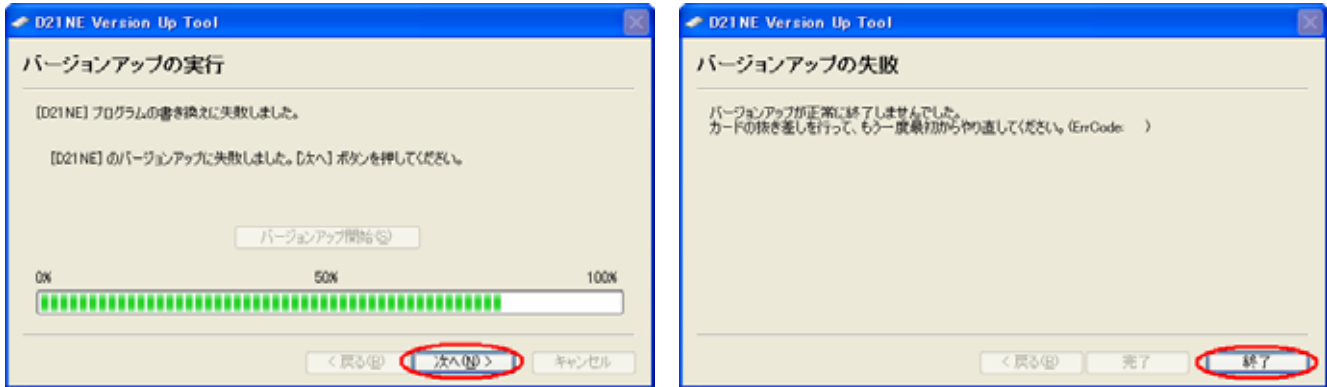 D21NE Version Up Tool
バージョンアップの実行
[D21NE] プログラムの書き換えに失敗しました。
[D21NE] のバージョンアップに失敗しました。[次へ] ボタンを押してください。
バージョンアップ開始(S)
0% 50% 100%
< 戻る(B) 次へ(N) > キャンセル
D21NE Version Up Tool
バージョンアップの失敗
バージョンアップが正常に終了しませんでした。
カードの抜き差しを行って、もう一度最初からやり直してください。(ErrCode: )
< 戻る(B) 完了 終了